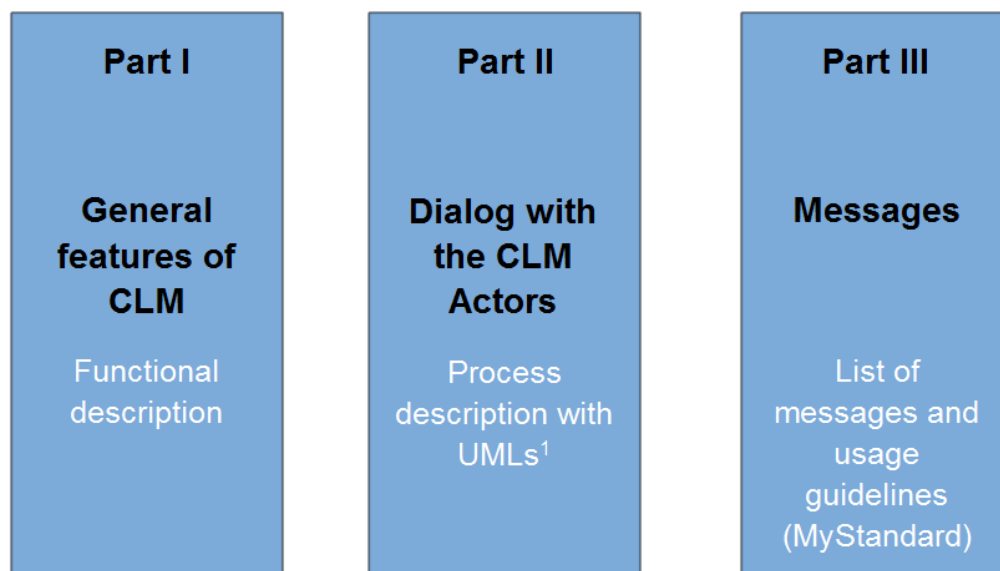 Part I
General
features of
CLM
Functional
description
Part II
Dialog with
the CLM
Actors
Process
description with
UMLs¹
Part III
Messages
List of
messages and
usage
guidelines
(MyStandard)